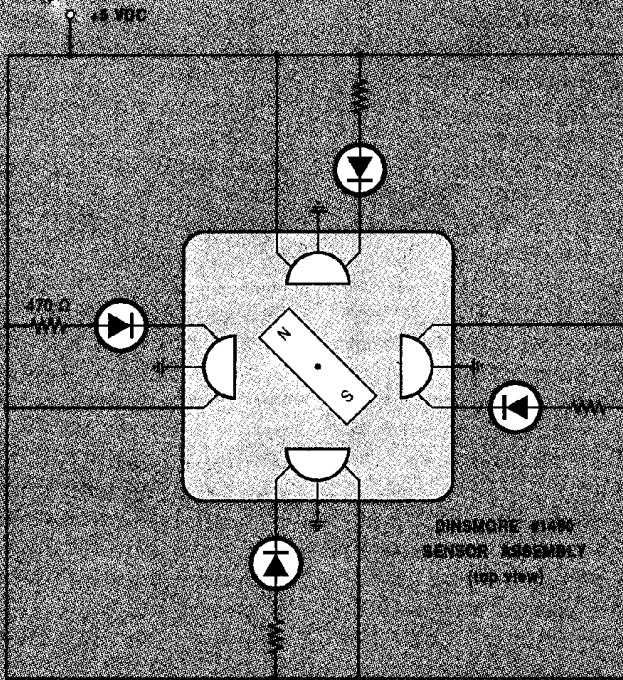 +5 VDC
470 Ω
N
S
DINSMORE #1490
SENSOR ASSEMBLY
(top view)